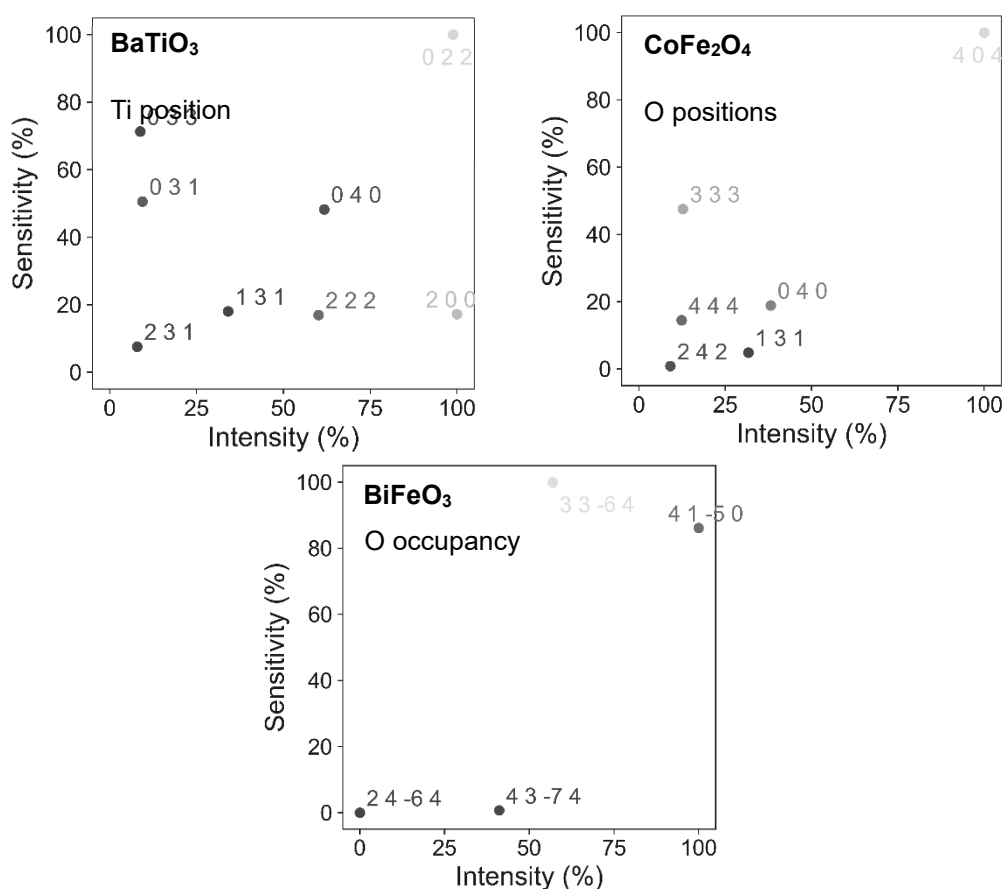 BaTiO₃
Ti position
Sensitivity (%)
100
80
60
40
20
0
0 2 2
0 3 3
0 3 1
0 4 0
1 3 1
2 2 2
2 0 0
2 3 1
0 25 50 75 100
Intensity (%)
CoFe₂O₄
O positions
Sensitivity (%)
100
80
60
40
20
0
4 0 4
3 3 3
0 4 0
4 4 4
1 3 1
2 4 2
0 25 50 75 100
Intensity (%)
BiFeO₃
O occupancy
Sensitivity (%)
100
80
60
40
20
0
3 3 -6 4
4 1 -5 0
2 4 -6 4
4 3 -7 4
0 25 50 75 100
Intensity (%)